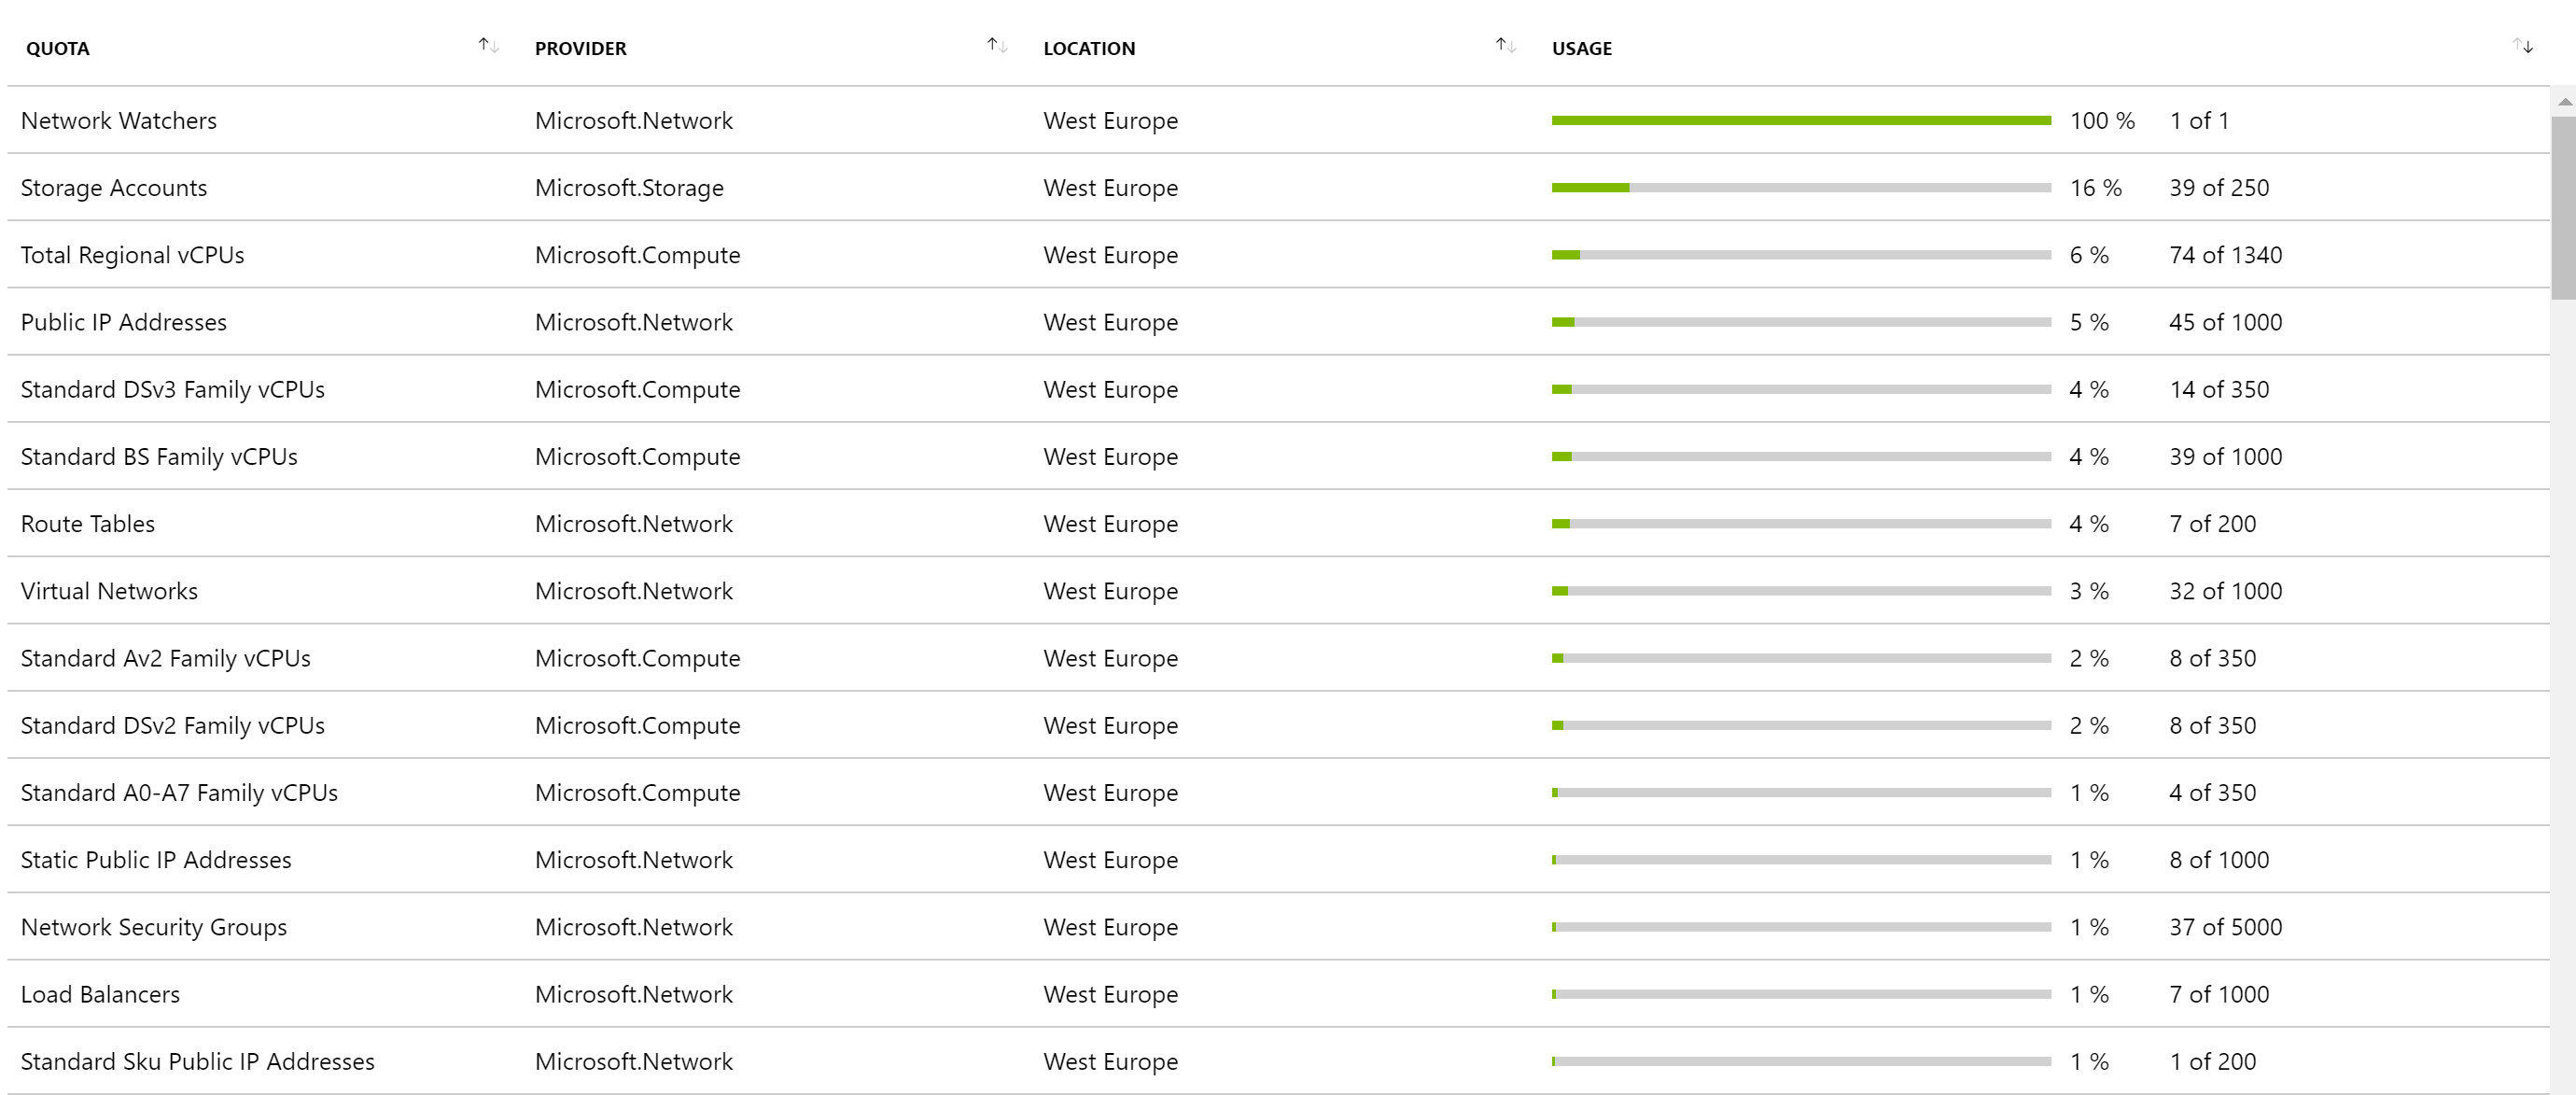 QUOTA PROVIDER LOCATION USAGE
Network Watchers Microsoft.Network West Europe 100 % 1 of 1
Storage Accounts Microsoft.Storage West Europe 16 % 39 of 250
Total Regional vCPUs Microsoft.Compute West Europe 6 % 74 of 1340
Public IP Addresses Microsoft.Network West Europe 5 % 45 of 1000
Standard DSv3 Family vCPUs Microsoft.Compute West Europe 4 % 14 of 350
Standard BS Family vCPUs Microsoft.Compute West Europe 4 % 39 of 1000
Route Tables Microsoft.Network West Europe 4 % 7 of 200
Virtual Networks Microsoft.Network West Europe 3 % 32 of 1000
Standard Av2 Family vCPUs Microsoft.Compute West Europe 2 % 8 of 350
Standard DSv2 Family vCPUs Microsoft.Compute West Europe 2 % 8 of 350
Standard A0-A7 Family vCPUs Microsoft.Compute West Europe 1 % 4 of 350
Static Public IP Addresses Microsoft.Network West Europe 1 % 8 of 1000
Network Security Groups Microsoft.Network West Europe 1 % 37 of 5000
Load Balancers Microsoft.Network West Europe 1 % 7 of 1000
Standard Sku Public IP Addresses Microsoft.Network West Europe 1 % 1 of 200